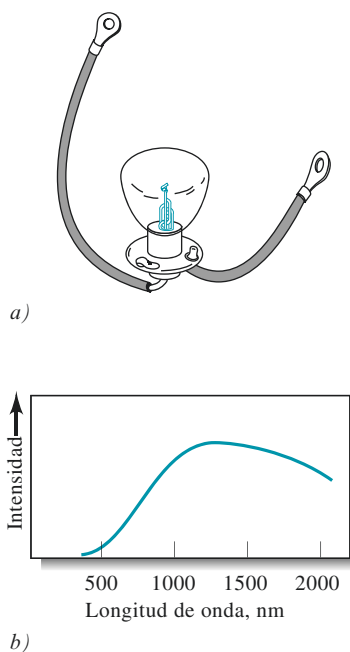 a)
Intensidad
500 1000 1500 2000
Longitud de onda, nm
b)